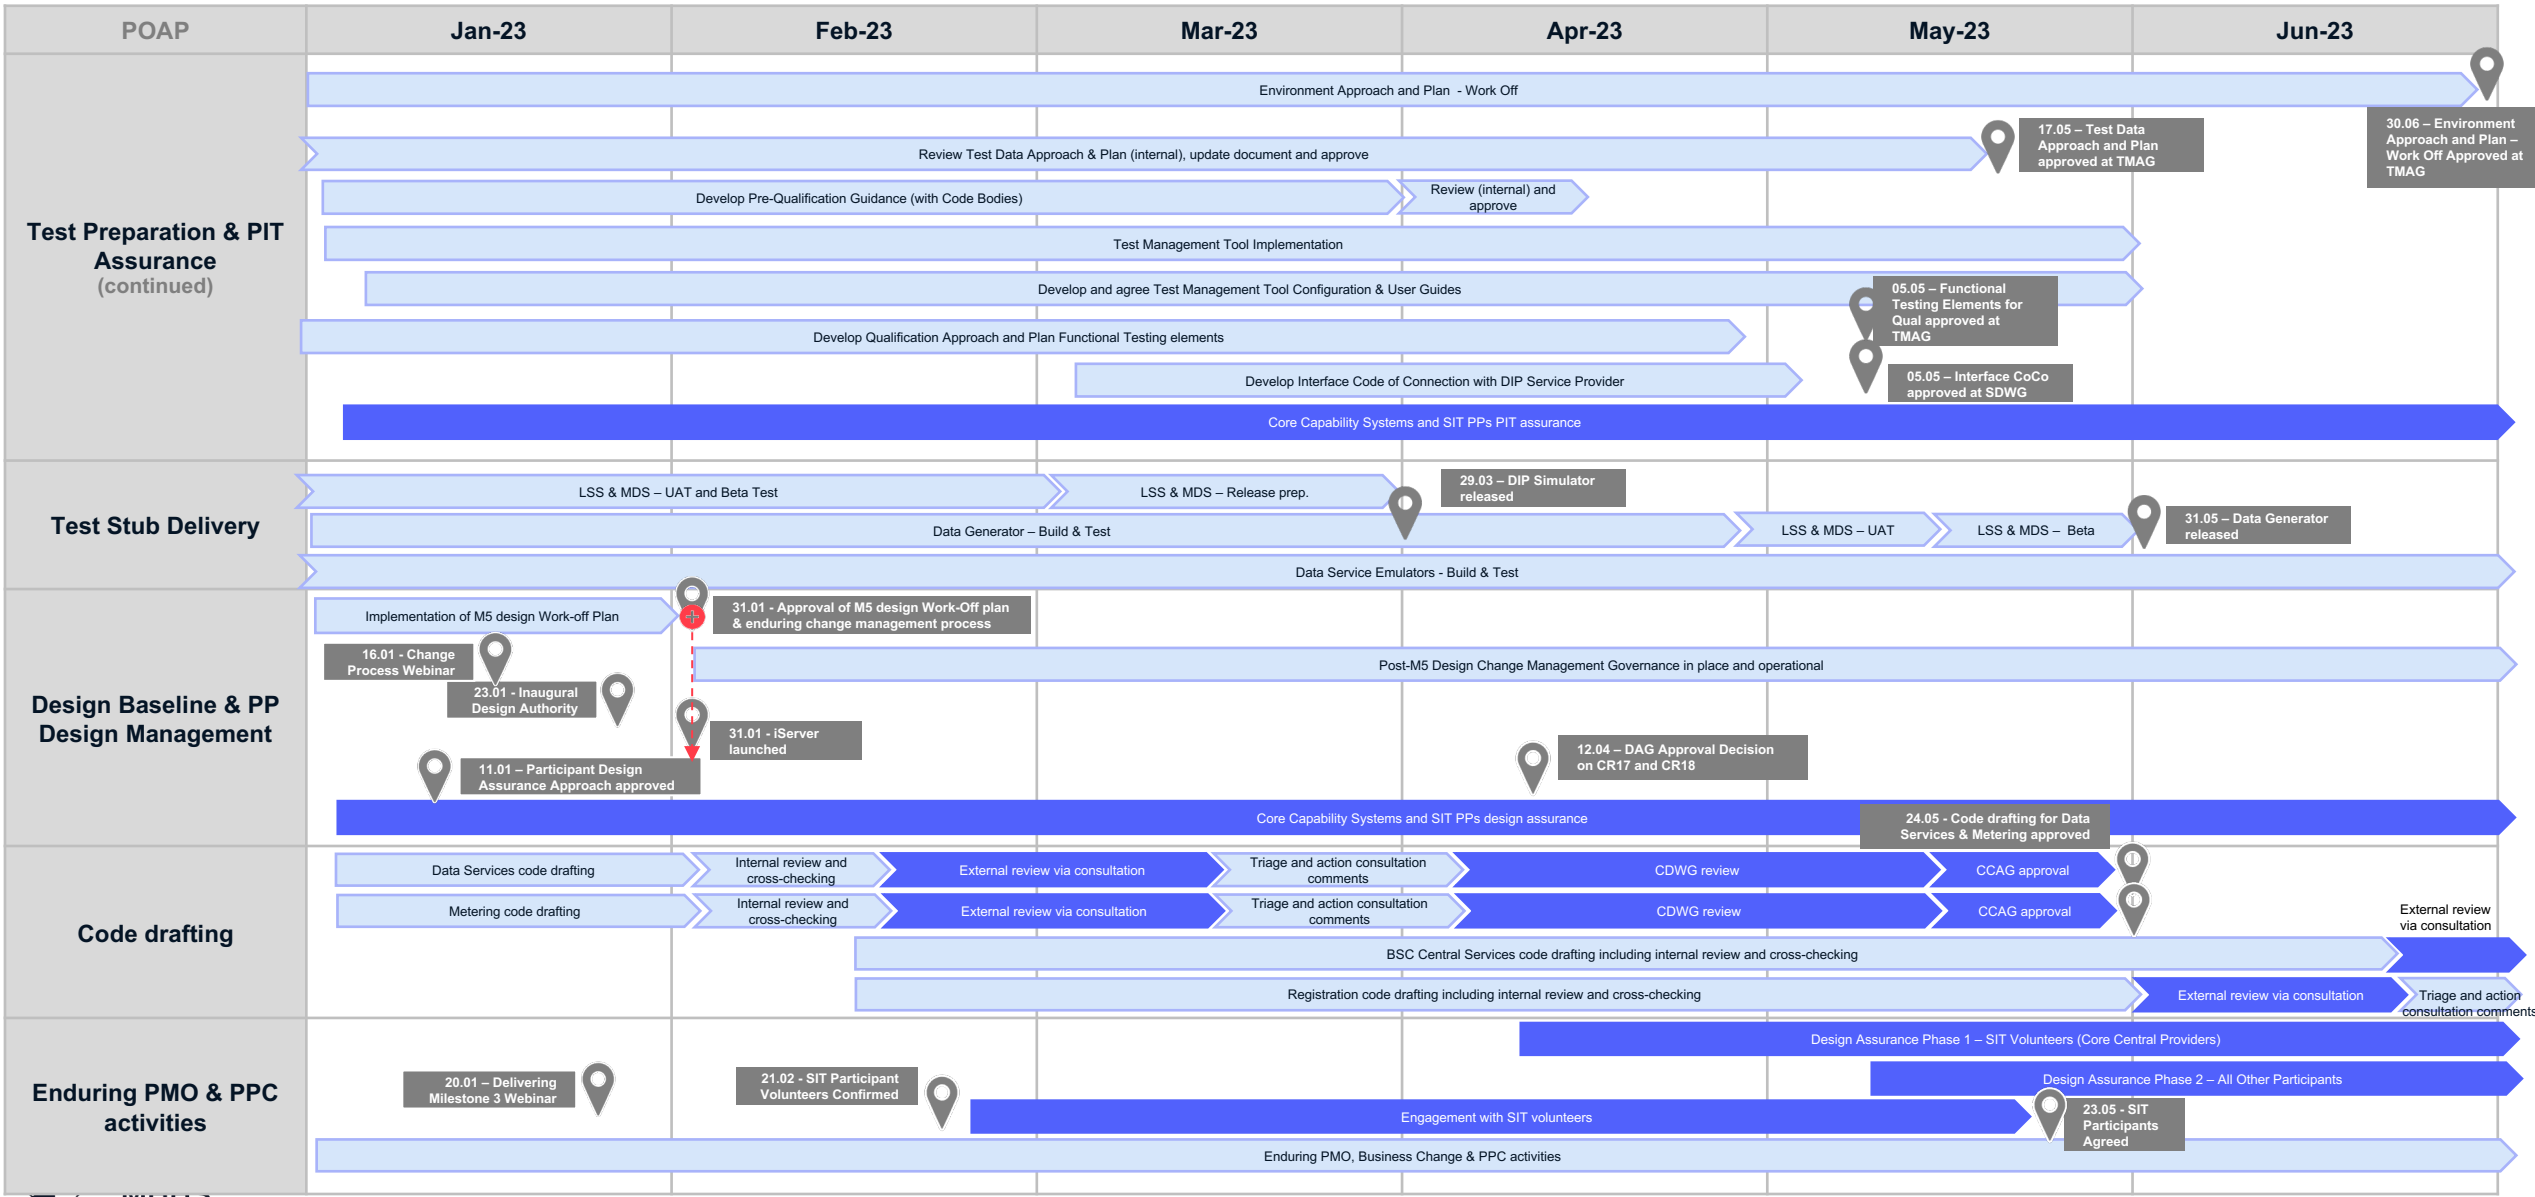 POAP
Jan-23
Feb-23
Mar-23
Apr-23
May-23
Jun-23
Test Preparation & PIT
Assurance
(continued)
Environment Approach and Plan - Work Off
30.06 – Environment
Approach and Plan –
Work Off Approved at
TMAG
Review Test Data Approach & Plan (internal), update document and approve
17.05 – Test Data
Approach and Plan
approved at TMAG
Develop Pre-Qualification Guidance (with Code Bodies)
Review (internal) and
approve
Test Management Tool Implementation
Develop and agree Test Management Tool Configuration & User Guides
05.05 – Functional
Testing Elements for
Qual approved at
TMAG
Develop Qualification Approach and Plan Functional Testing elements
Develop Interface Code of Connection with DIP Service Provider
05.05 – Interface CoCo
approved at SDWG
Core Capability Systems and SIT PPs PIT assurance
Test Stub Delivery
LSS & MDS – UAT and Beta Test
LSS & MDS – Release prep.
29.03 – DIP Simulator
released
Data Generator – Build & Test
LSS & MDS – UAT
LSS & MDS – Beta
31.05 – Data Generator
released
Data Service Emulators - Build & Test
Design Baseline & PP
Design Management
Implementation of M5 design Work-off Plan
31.01 - Approval of M5 design Work-Off plan
& enduring change management process
16.01 - Change
Process Webinar
Post-M5 Design Change Management Governance in place and operational
23.01 - Inaugural
Design Authority
31.01 - iServer
launched
11.01 – Participant Design
Assurance Approach approved
12.04 – DAG Approval Decision
on CR17 and CR18
Core Capability Systems and SIT PPs design assurance
24.05 - Code drafting for Data
Services & Metering approved
Code drafting
Data Services code drafting
Internal review and
cross-checking
External review via consultation
Triage and action consultation
comments
CDWG review
CCAG approval
Metering code drafting
Internal review and
cross-checking
External review via consultation
Triage and action consultation
comments
CDWG review
CCAG approval
External review
via consultation
BSC Central Services code drafting including internal review and cross-checking
Registration code drafting including internal review and cross-checking
External review via consultation
Triage and action
consultation comments
Enduring PMO & PPC
activities
Design Assurance Phase 1 – SIT Volunteers (Core Central Providers)
20.01 – Delivering
Milestone 3 Webinar
21.02 - SIT Participant
Volunteers Confirmed
Design Assurance Phase 2 – All Other Participants
Engagement with SIT volunteers
23.05 - SIT
Participants
Agreed
Enduring PMO, Business Change & PPC activities